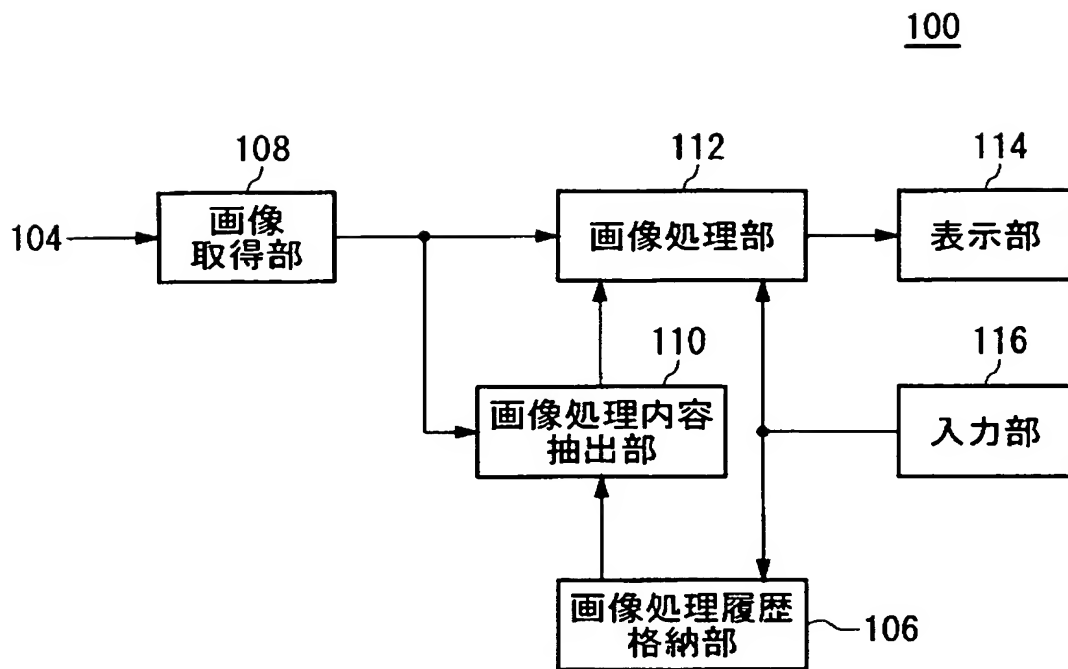 100
108
112
114
104
画像
取得部
画像処理部
表示部
110
116
画像処理内容
抽出部
入力部
画像処理履歴
格納部
106